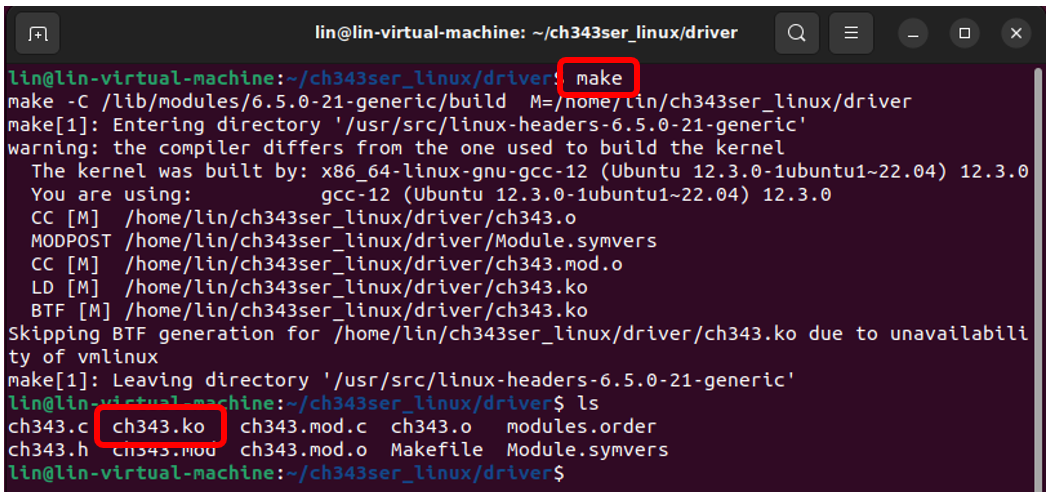 lin@lin-virtual-machine: ~/ch343ser_linux/driver
lin@lin-virtual-machine:~/ch343ser_linux/driver$ make
make -C /lib/modules/6.5.0-21-generic/build  M=/home/lin/ch343ser_linux/driver
make[1]: Entering directory '/usr/src/linux-headers-6.5.0-21-generic'
warning: the compiler differs from the one used to build the kernel
  The kernel was built by: x86_64-linux-gnu-gcc-12 (Ubuntu 12.3.0-1ubuntu1~22.04) 12.3.0
  You are using:           gcc-12 (Ubuntu 12.3.0-1ubuntu1~22.04) 12.3.0
  CC [M]  /home/lin/ch343ser_linux/driver/ch343.o
  MODPOST /home/lin/ch343ser_linux/driver/Module.symvers
  CC [M]  /home/lin/ch343ser_linux/driver/ch343.mod.o
  LD [M]  /home/lin/ch343ser_linux/driver/ch343.ko
  BTF [M] /home/lin/ch343ser_linux/driver/ch343.ko
Skipping BTF generation for /home/lin/ch343ser_linux/driver/ch343.ko due to unavailabili
ty of vmlinux
make[1]: Leaving directory '/usr/src/linux-headers-6.5.0-21-generic'
lin@lin-virtual-machine:~/ch343ser_linux/driver$ ls
ch343.c  ch343.ko   ch343.mod.c  ch343.o   modules.order
ch343.h  ch343.mod  ch343.mod.o  Makefile  Module.symvers
lin@lin-virtual-machine:~/ch343ser_linux/driver$